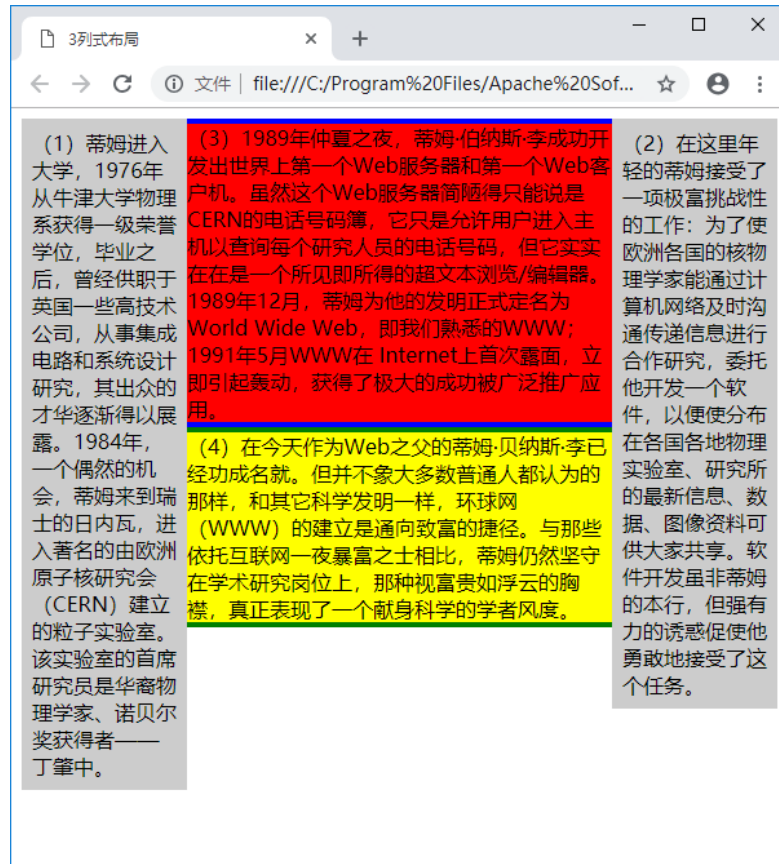 3列式布局
文件 file:///C:/Program%20Files/Apache%20Sof...
（1）蒂姆进入
大学，1976年
从牛津大学物理
系获得一级荣誉
学位，毕业之
后，曾经供职于
英国一些高技术
公司，从事集成
电路和系统设计
研究，其出众的
才华逐渐得以展
露。1984年，
一个偶然的机
会，蒂姆来到瑞
士的日内瓦，进
入著名的由欧洲
原子核研究会
（CERN）建立
的粒子实验室。
该实验室的首席
研究员是华裔物
理学家、诺贝尔
奖获得者——
丁肇中。
（3）1989年仲夏之夜，蒂姆·伯纳斯·李成功开
发出世界上第一个Web服务器和第一个Web客
户机。虽然这个Web服务器简陋得只能说是
CERN的电话号码簿，它只是允许用户进入主
机以查询每个研究人员的电话号码，但它实实
在在是一个所见即所得的超文本浏览/编辑器。
1989年12月，蒂姆为他的发明正式定名为
World Wide Web，即我们熟悉的WWW；
1991年5月WWW在 Internet上首次露面，立
即引起轰动，获得了极大的成功被广泛推广应
用。
（4）在今天作为Web之父的蒂姆·贝纳斯·李已
经功成名就。但并不象大多数普通人都认为的
那样，和其它科学发明一样，环球网
（WWW）的建立是通向致富的捷径。与那些
依托互联网一夜暴富之士相比，蒂姆仍然坚守
在学术研究岗位上，那种视富贵如浮云的胸
襟，真正表现了一个献身科学的学者风度。
（2）在这里年
轻的蒂姆接受了
一项极富挑战性
的工作：为了使
欧洲各国的核物
理学家能通过计
算机网络及时沟
通传递信息进行
合作研究，委托
他开发一个软
件，以便使分布
在各国各地物理
实验室、研究所
的最新信息、数
据、图像资料可
供大家共享。软
件开发虽非蒂姆
的本行，但强有
力的诱惑促使他
勇敢地接受了这
个任务。